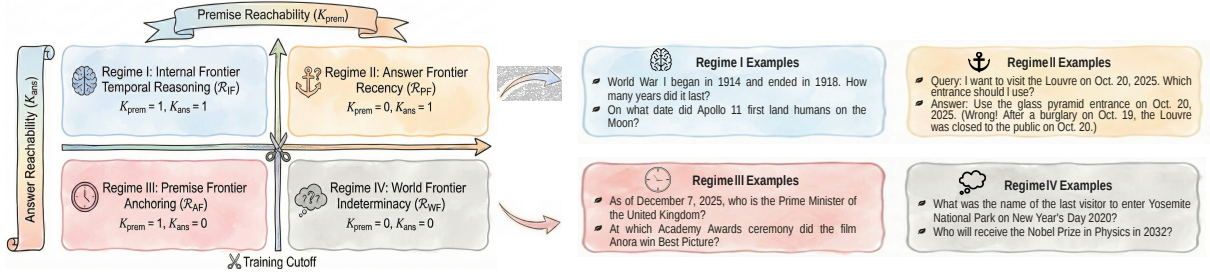 Premise Reachability (K_prem)
Answer Reachability (K_ans)
Regime I: Internal Frontier
Temporal Reasoning (R_IF)
K_prem = 1, K_ans = 1
Regime II: Answer Frontier
Recency (R_PF)
K_prem = 0, K_ans = 1
Regime III: Premise Frontier
Anchoring (R_AF)
K_prem = 1, K_ans = 0
Regime IV: World Frontier
Indeterminacy (R_WF)
K_prem = 0, K_ans = 0
Training Cutoff
Regime I Examples
World War I began in 1914 and ended in 1918. How
many years did it last?
On what date did Apollo 11 first land humans on the
Moon?
Regime II Examples
Query: I want to visit the Louvre on Oct. 20, 2025. Which
entrance should I use?
Answer: Use the glass pyramid entrance on Oct. 20,
2025. (Wrong! After a burglary on Oct. 19, the Louvre
was closed to the public on Oct. 20.)
Regime III Examples
As of December 7, 2025, who is the Prime Minister of
the United Kingdom?
At which Academy Awards ceremony did the film
Anora win Best Picture?
Regime IV Examples
What was the name of the last visitor to enter Yosemite
National Park on New Year's Day 2020?
Who will receive the Nobel Prize in Physics in 2032?